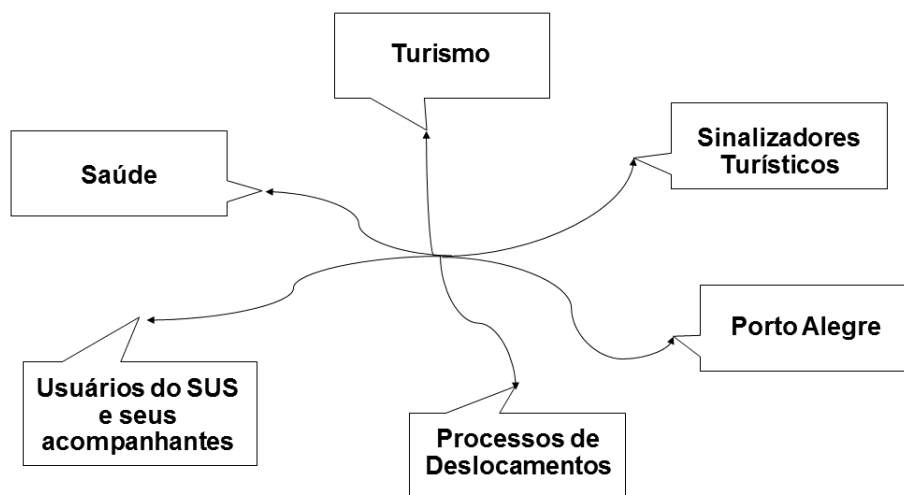 Turismo
Sinalizadores
Turísticos
Saúde
Porto Alegre
Usuários do SUS
e seus
acompanhantes
Processos de
Deslocamentos